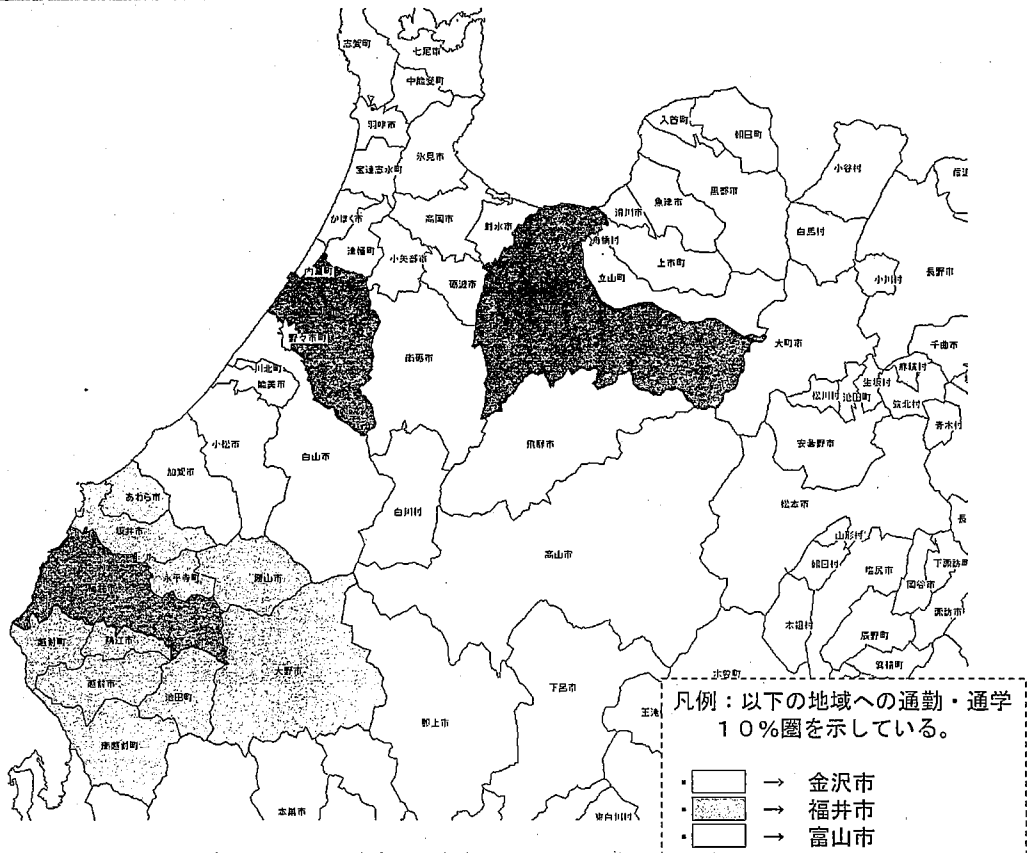 志賀町
七尾市
中能登町
羽咋市
氷見市
宝達志水町
かほく市
高岡市
射水市
津幡町
小矢部市
内灘町
砺波市
野々市町
南砺市
川北町
能美市
小松市
白山市
加賀市
あわら市
坂井市
永平寺町
勝山市
越前町
鯖江市
越前市
池田町
大野市
南越前町
入善町
朝日町
黒部市
魚津市
滑川市
舟橋村
上市町
立山町
小谷村
白馬村
小川村
長野市
千曲市
大町市
麻績村
生坂村
松川村
池田町
筑北村
青木村
安曇野市
飛騨市
白川村
高山市
松本市
山形村
朝日村
塩尻市
岡谷市
下諏訪町
諏訪市
木祖村
辰野町
箕輪町
木曽町
下呂市
郡上市
本巣市
東白川村
凡例：以下の地域への通勤・通学
１０％圏を示している。
→ 金沢市
→ 福井市
→ 富山市